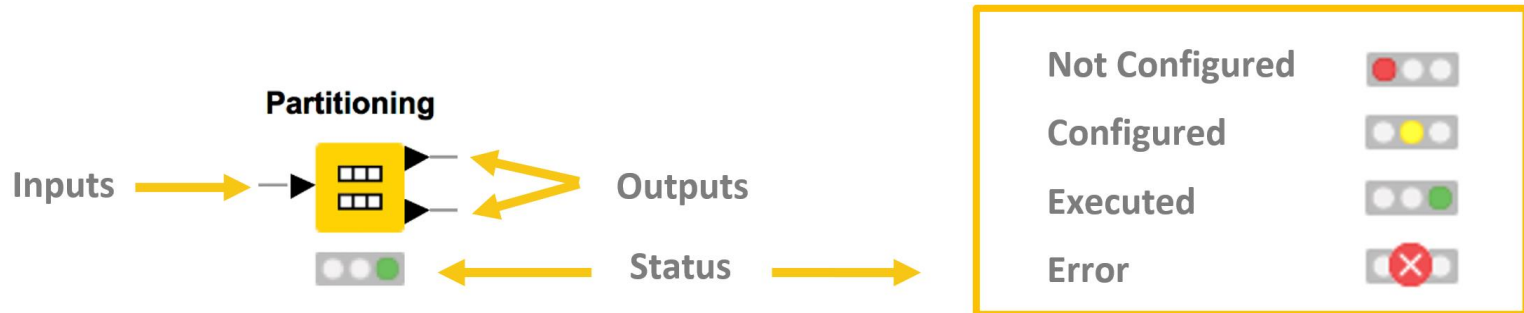 Partitioning
Inputs
Outputs
Status
Not Configured
Configured
Executed
Error